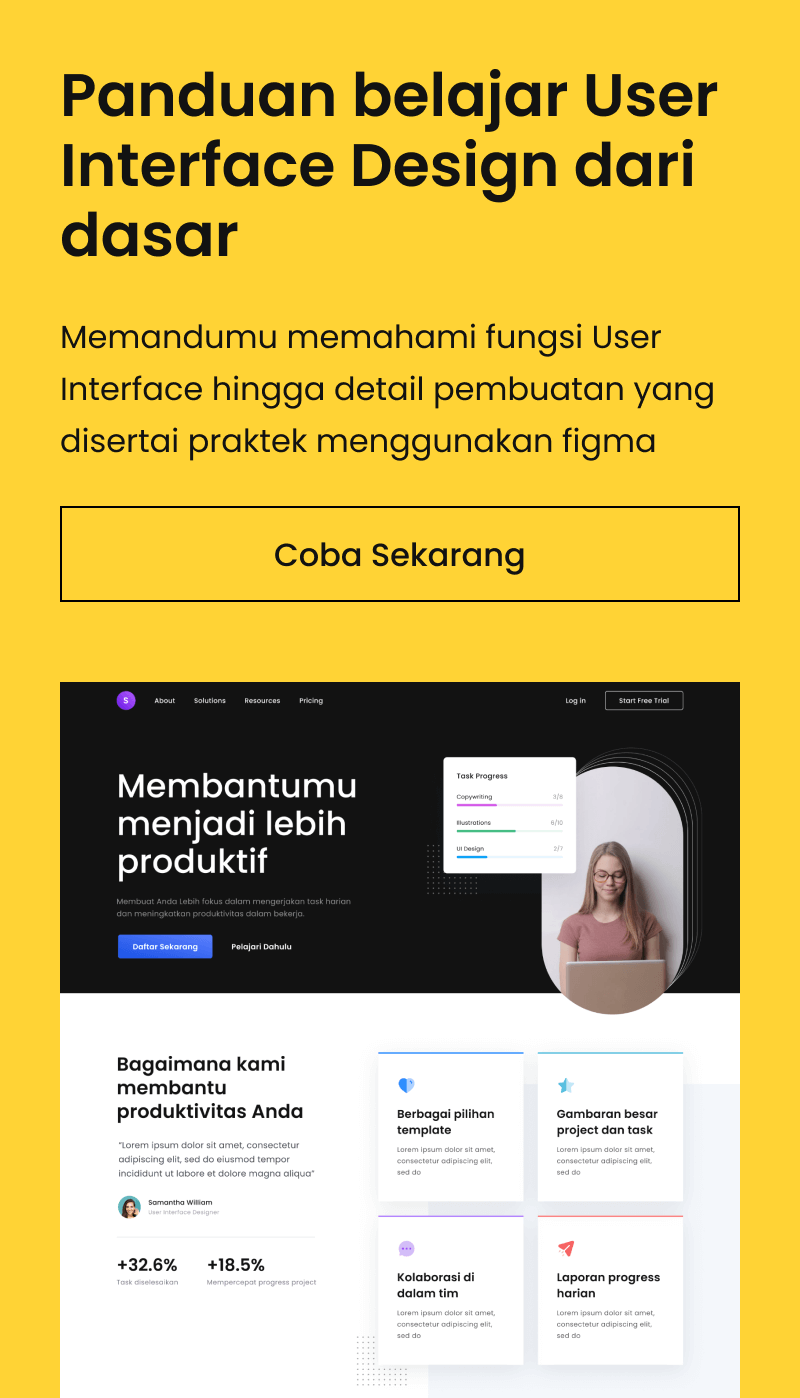 Panduan belajar User
Interface Design dari
dasar
Memandumu memahami fungsi User
Interface hingga detail pembuatan yang
disertai praktek menggunakan figma
Coba Sekarang
S About Solutions Resources Pricing Log in Start Free Trial
Membantumu
menjadi lebih
produktif
Membuat Anda Lebih fokus dalam mengerjakan task harian
dan meningkatkan produktivitas dalam bekerja.
Daftar Sekarang Pelajari Dahulu
Task Progress
Copywriting 3/8
Illustrations 6/10
UI Design 2/7
Bagaimana kami
membantu
produktivitas Anda
“Lorem ipsum dolor sit amet, consectetur
adipiscing elit, sed do eiusmod tempor
incididunt ut labore et dolore magna aliqua”
Samantha William
User Interface Designer
+32.6% +18.5%
Task diselesaikan Mempercepat progress project
Berbagai pilihan
template
Lorem ipsum dolor sit amet,
consectetur adipiscing elit,
sed do
Gambaran besar
project dan task
Lorem ipsum dolor sit amet,
consectetur adipiscing elit,
sed do
Kolaborasi di
dalam tim
Lorem ipsum dolor sit amet,
consectetur adipiscing elit,
sed do
Laporan progress
harian
Lorem ipsum dolor sit amet,
consectetur adipiscing elit,
sed do